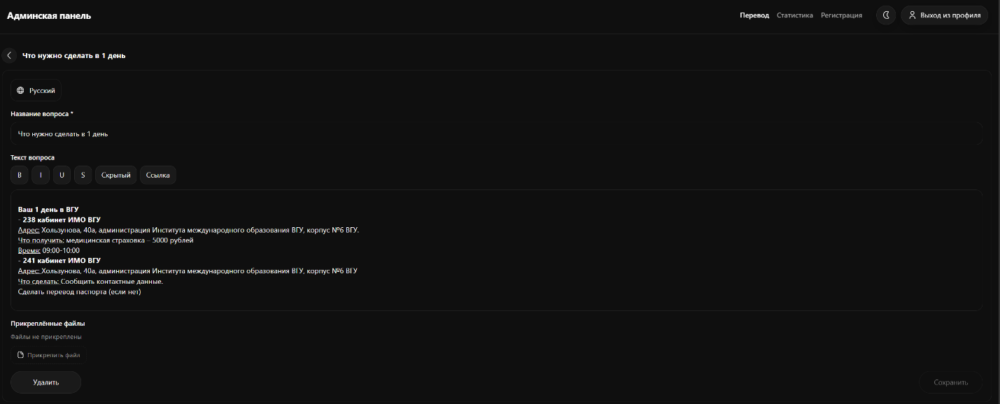 Админская панель
Перевод Статистика Регистрация Выход из профиля
Что нужно сделать в 1 день
Русский
Название вопроса *
Что нужно сделать в 1 день
Текст вопроса
B I U S Скрытый Ссылка
Ваш 1 день в ВГУ
- 238 кабинет ИМО ВГУ
Адрес: Хользунова, 40а, администрация Института международного образования ВГУ, корпус №6 ВГУ.
Что получить: медицинская страховка – 5000 рублей
Время: 09:00-10:00
- 241 кабинет ИМО ВГУ
Адрес: Хользунова, 40а, администрация Института международного образования ВГУ, корпус №6 ВГУ
Что сделать: Сообщить контактные данные.
Сделать перевод паспорта (если нет)
Прикреплённые файлы
Файлы не прикреплены
Прикрепить файл
Удалить Сохранить